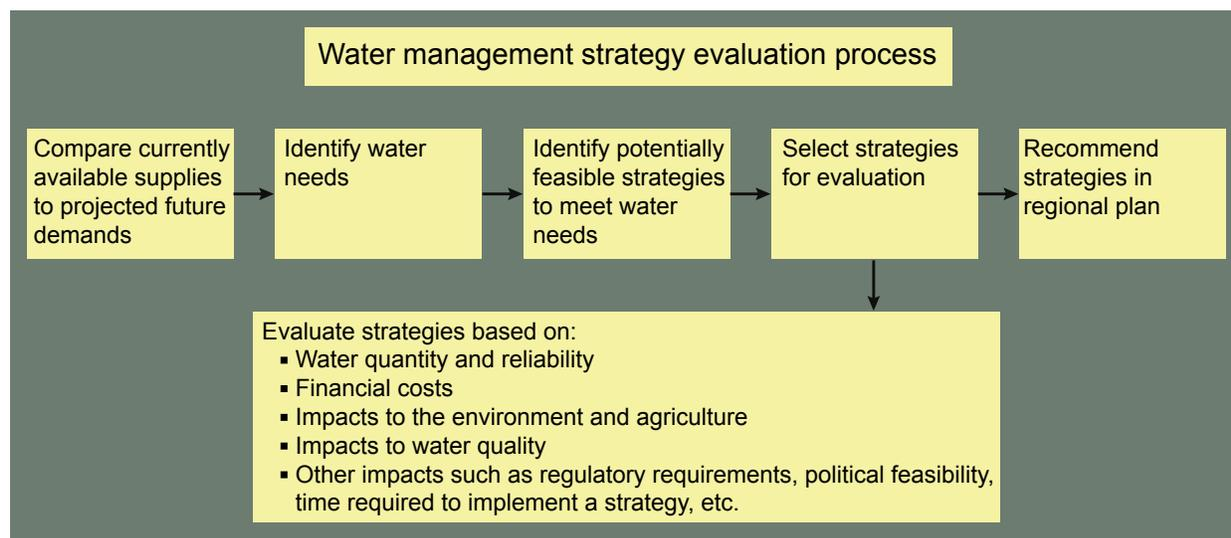 Water management strategy evaluation process
Compare currently
available supplies
to projected future
demands
Identify water
needs
Identify potentially
feasible strategies
to meet water
needs
Select strategies
for evaluation
Recommend
strategies in
regional plan
Evaluate strategies based on:
▪ Water quantity and reliability
▪ Financial costs
▪ Impacts to the environment and agriculture
▪ Impacts to water quality
▪ Other impacts such as regulatory requirements, political feasibility,
time required to implement a strategy, etc.